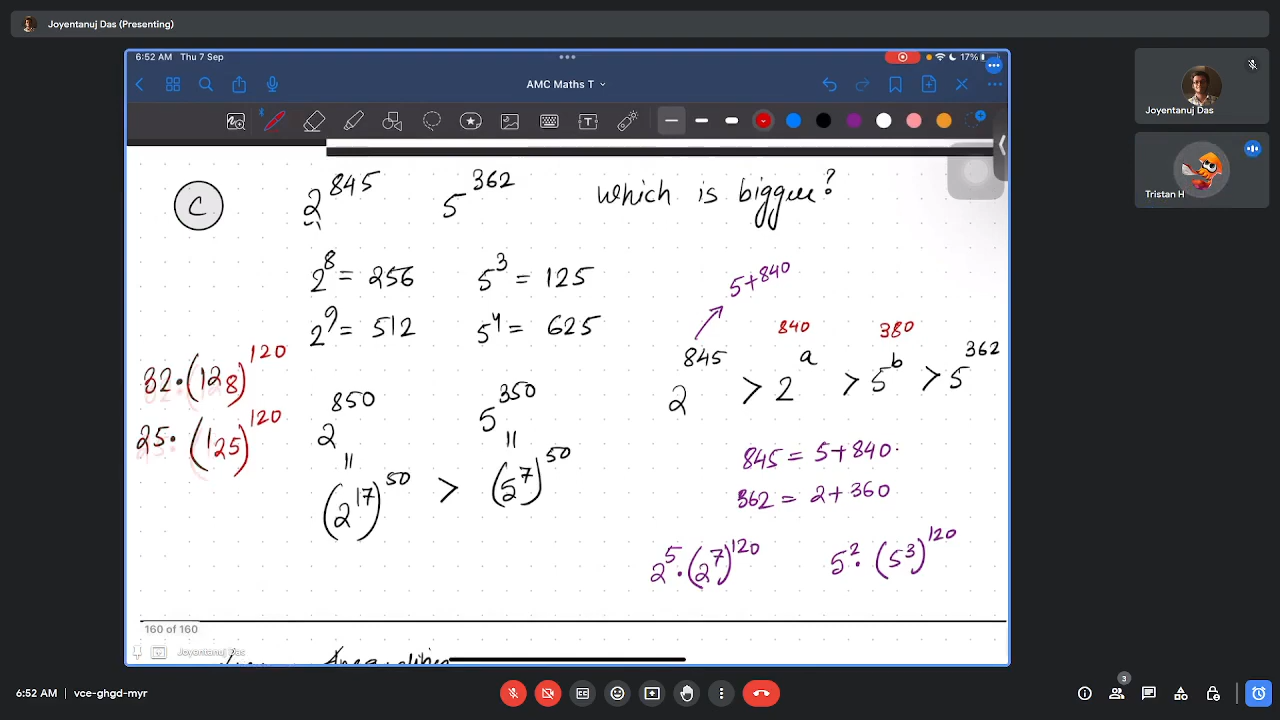 Joyentanuj Das (Presenting)
6:52 AM Thu 7 Sep
17%
AMC Maths T
T
C
2^845 5^362 Which is bigger?
2^8 = 256 5^3 = 125
2^9 = 512 5^4 = 625
5+840
840 380
2^845 > 2^a > 5^b > 5^362
32·(128)^120
25·(125)^120
2^850 5^350
= =
(2^17)^50 > (5^7)^50
845 = 5+840.
362 = 2+360
2^5·(2^7)^120 5^2·(5^3)^120
160 of 160
Joyentanuj Das
Joyentanuj Das
Tristan H
6:52 AM | vce-ghgd-myr
3